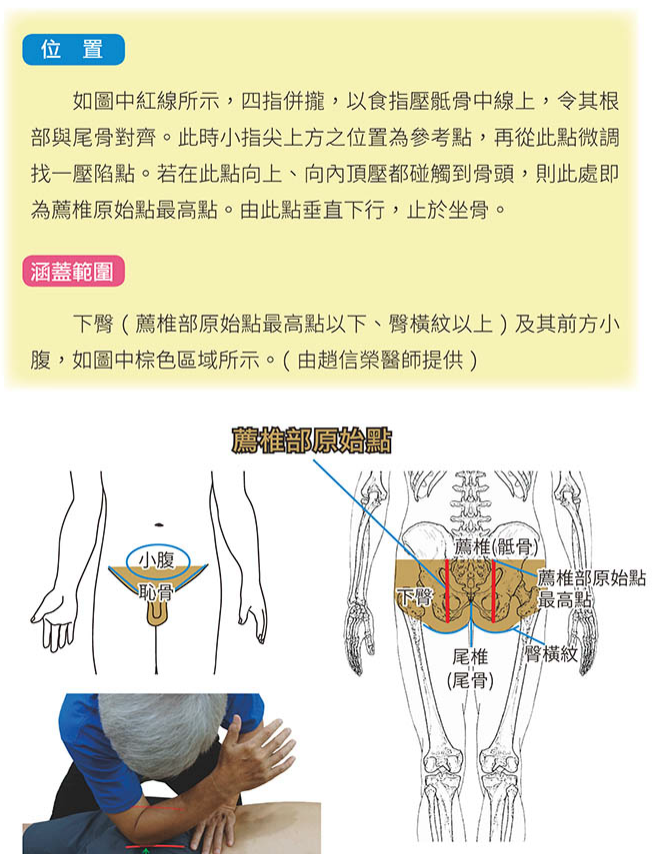 位 置
如圖中紅線所示，四指併攏，以食指壓骶骨中線上，令其根
部與尾骨對齊。此時小指尖上方之位置為參考點，再從此點微調
找一壓陷點。若在此點向上、向內頂壓都碰觸到骨頭，則此處即
為薦椎原始點最高點。由此點垂直下行，止於坐骨。
涵蓋範圍
下臀（薦椎部原始點最高點以下、臀橫紋以上）及其前方小
腹，如圖中棕色區域所示。（由趙信榮醫師提供）
薦椎部原始點
小腹
恥骨
薦椎(骶骨)
下臀
薦椎部原始點
最高點
尾椎
(尾骨)
臀橫紋